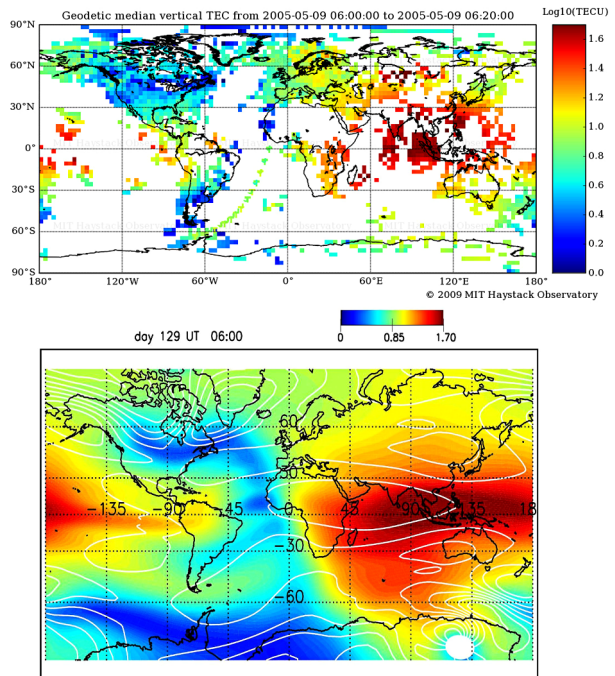 Geodetic median vertical TEC from 2005-05-09 06:00:00 to 2005-05-09 06:20:00
Log10(TECU)
90°N
60°N
30°N
0°
30°S
60°S
90°S
180°
120°W
60°W
0°
60°E
120°E
180°
1.6
1.4
1.2
1.0
0.8
0.6
0.4
0.2
0.0
© 2009 MIT Haystack Observatory
day 129 UT 06:00
0
0.85
1.70
60
30
-135
-90
-45
-0
45
90
135
18
-30
-60